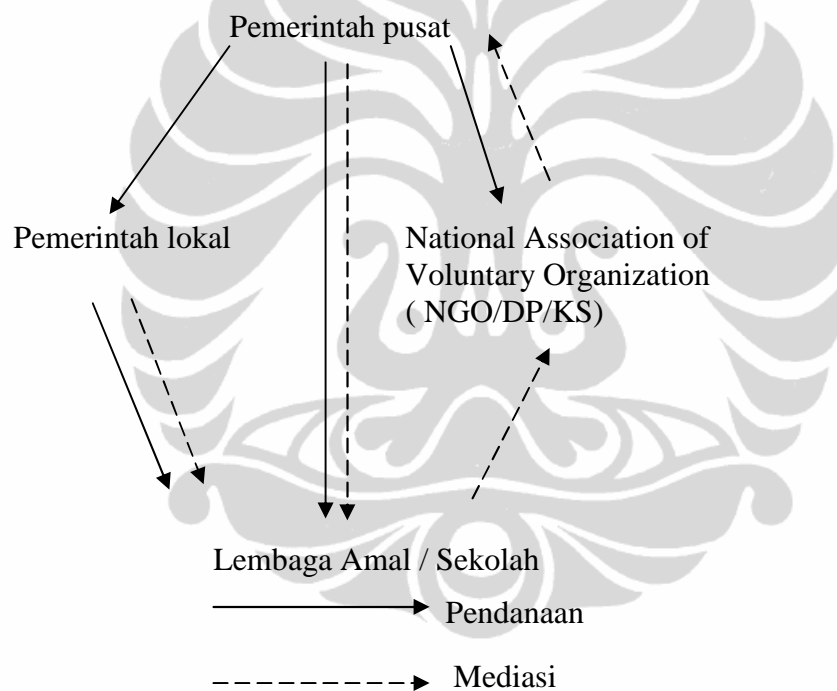 Pemerintah pusat
Pemerintah lokal
National Association of
Voluntary Organization
( NGO/DP/KS)
Lembaga Amal / Sekolah
Pendanaan
Mediasi